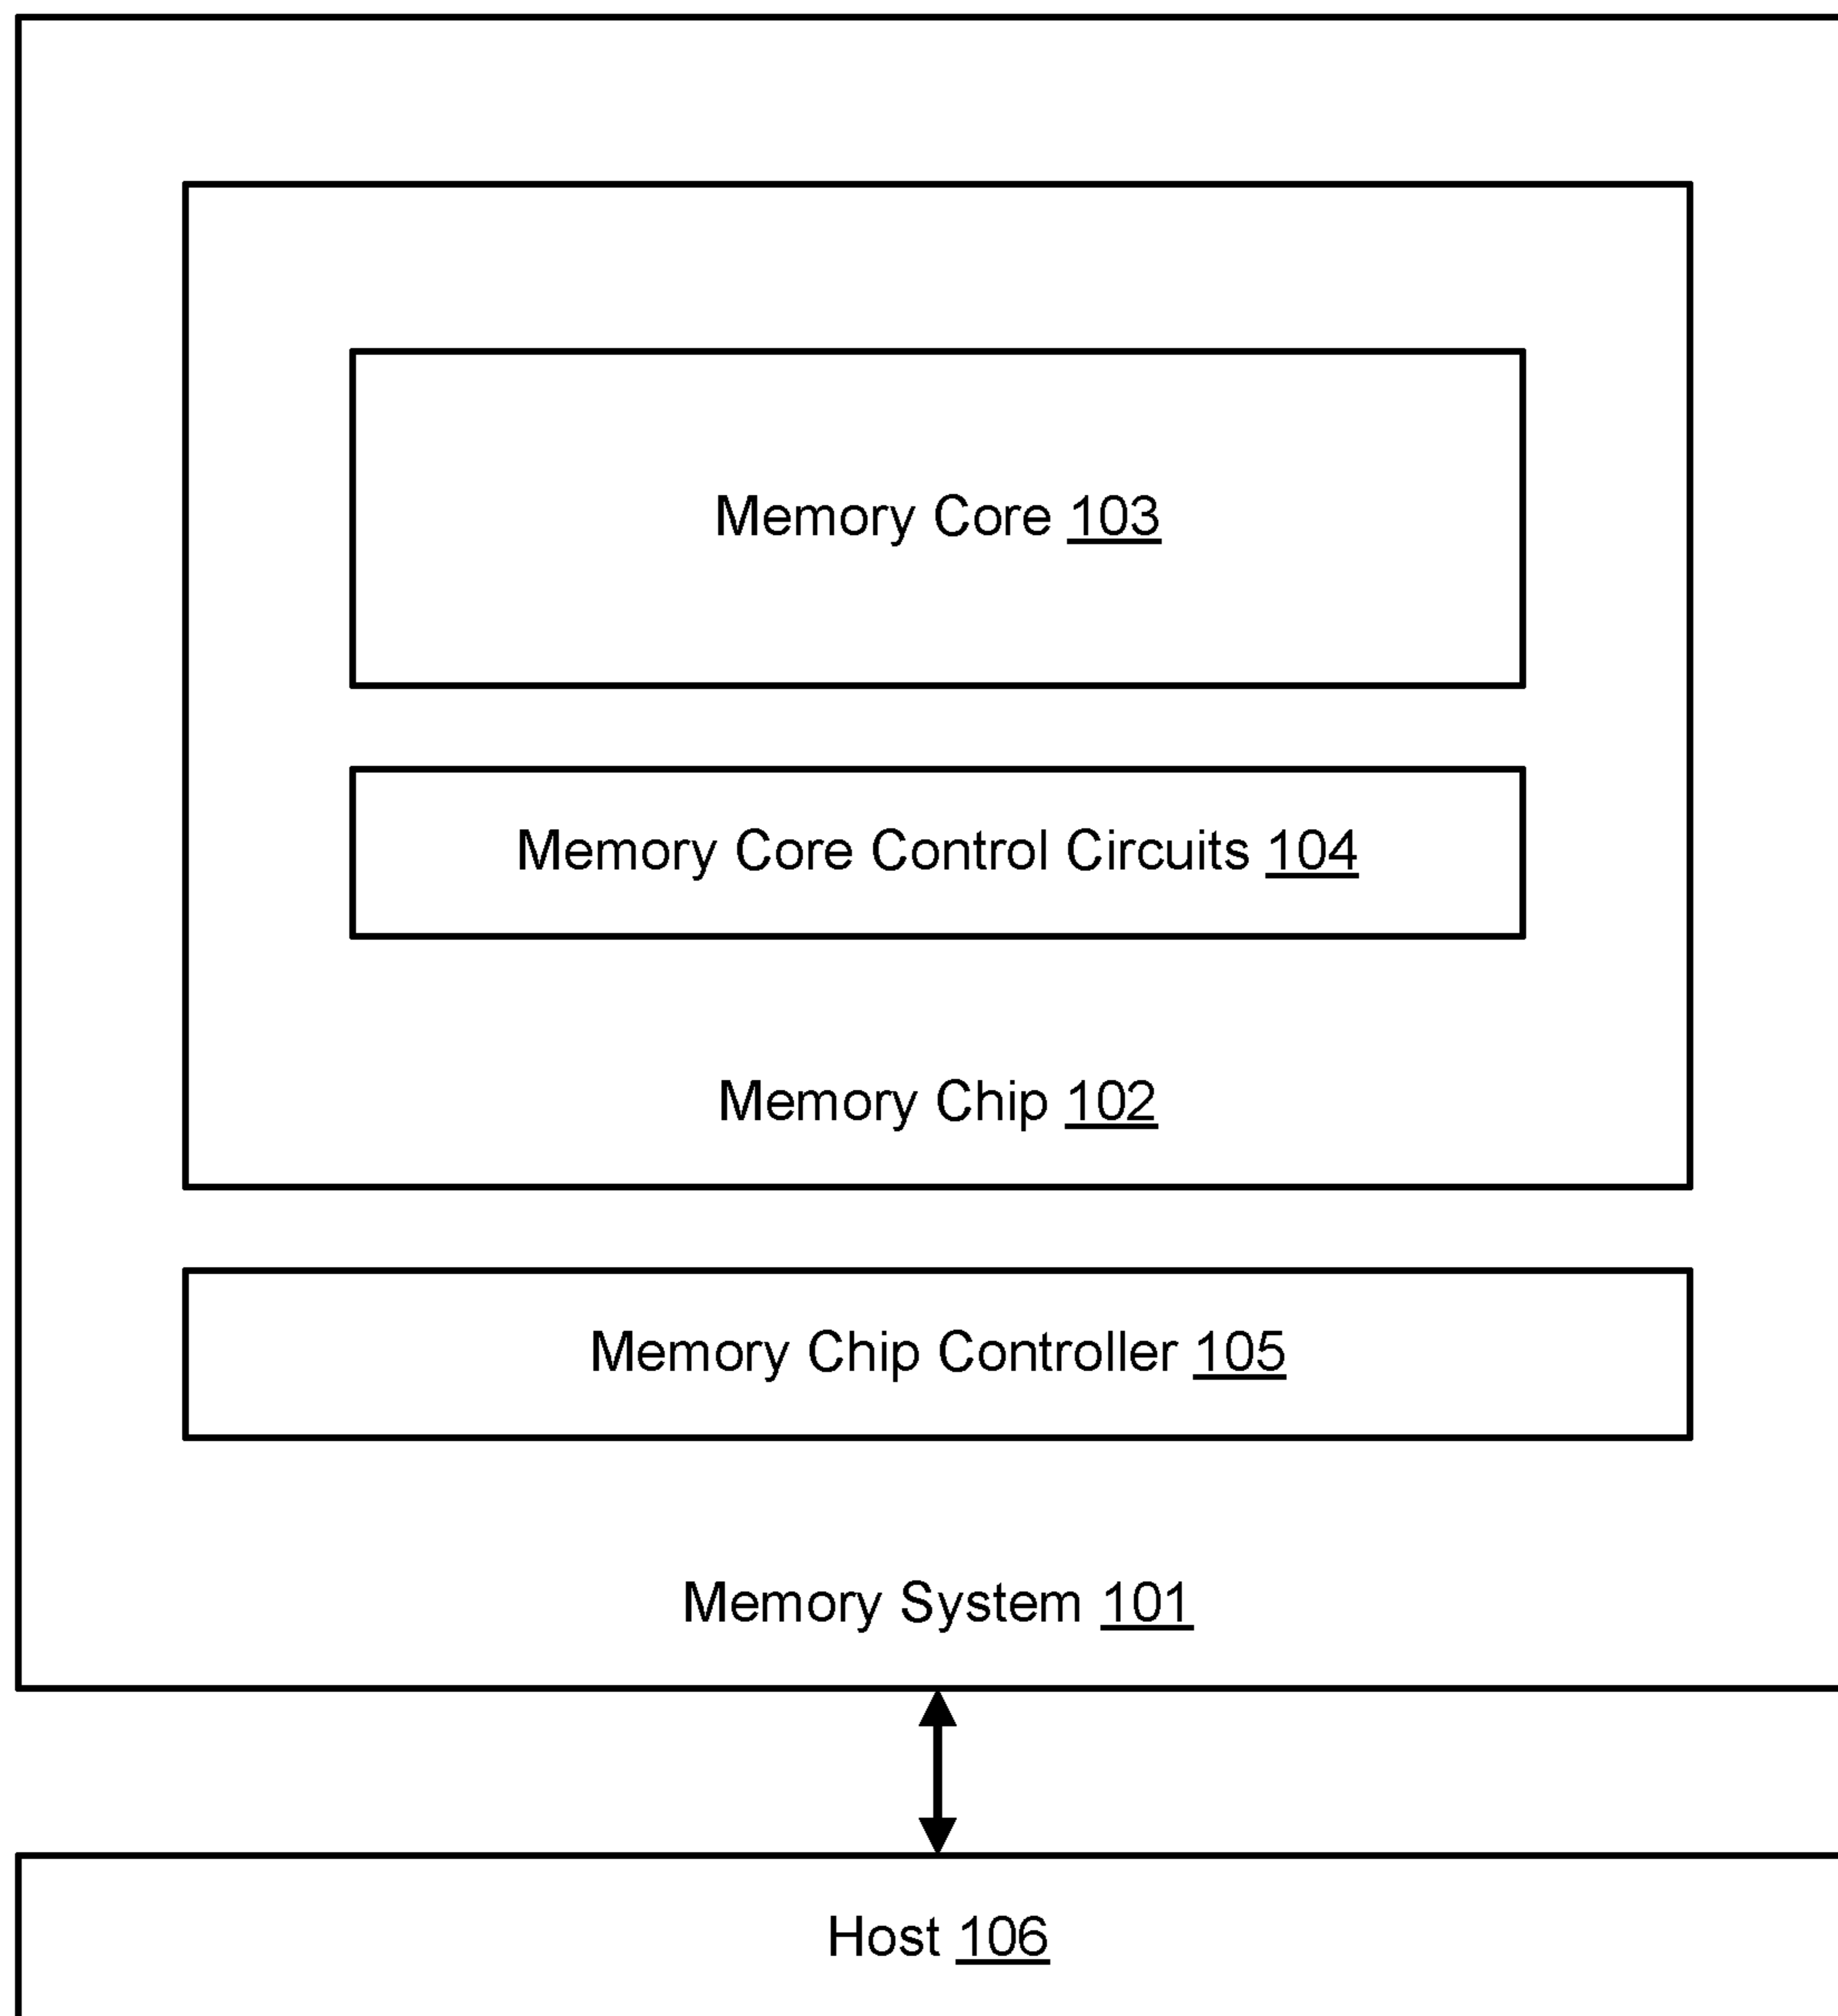 Memory Core 103
Memory Core Control Circuits 104
Memory Chip 102
Memory Chip Controller 105
Memory System 101
Host 106